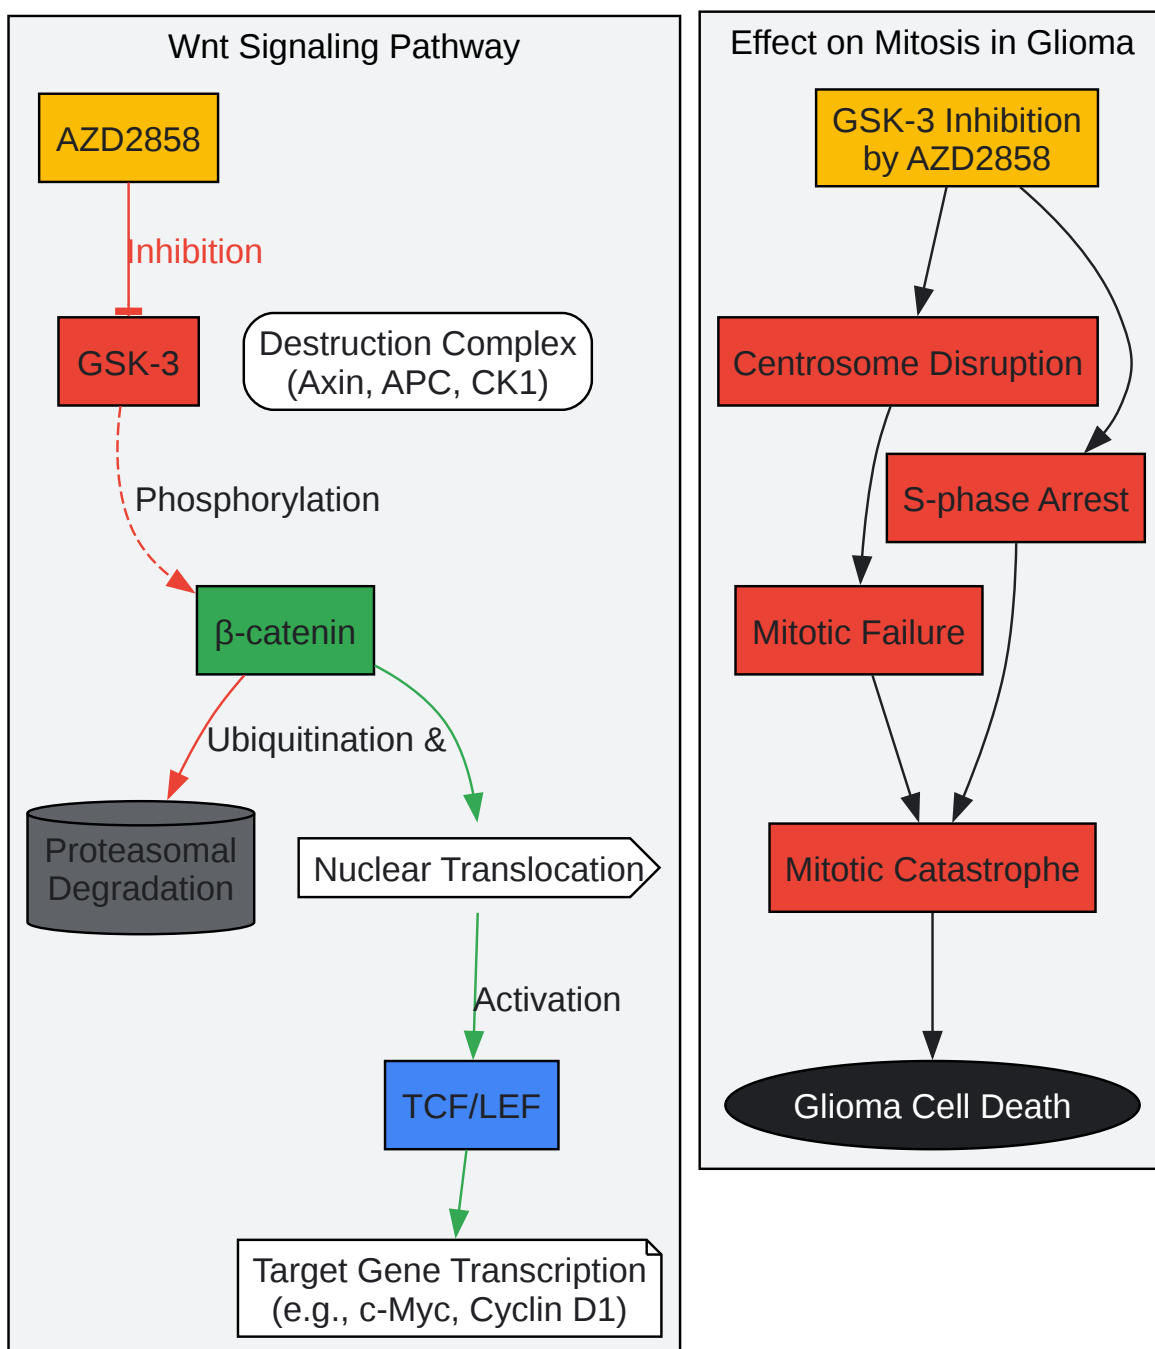 Wnt Signaling Pathway
AZD2858
Inhibition
GSK-3
Destruction Complex
(Axin, APC, CK1)
Phosphorylation
β-catenin
Ubiquitination &
Proteasomal
Degradation
Nuclear Translocation
Activation
TCF/LEF
Target Gene Transcription
(e.g., c-Myc, Cyclin D1)
Effect on Mitosis in Glioma
GSK-3 Inhibition
by AZD2858
Centrosome Disruption
S-phase Arrest
Mitotic Failure
Mitotic Catastrophe
Glioma Cell Death